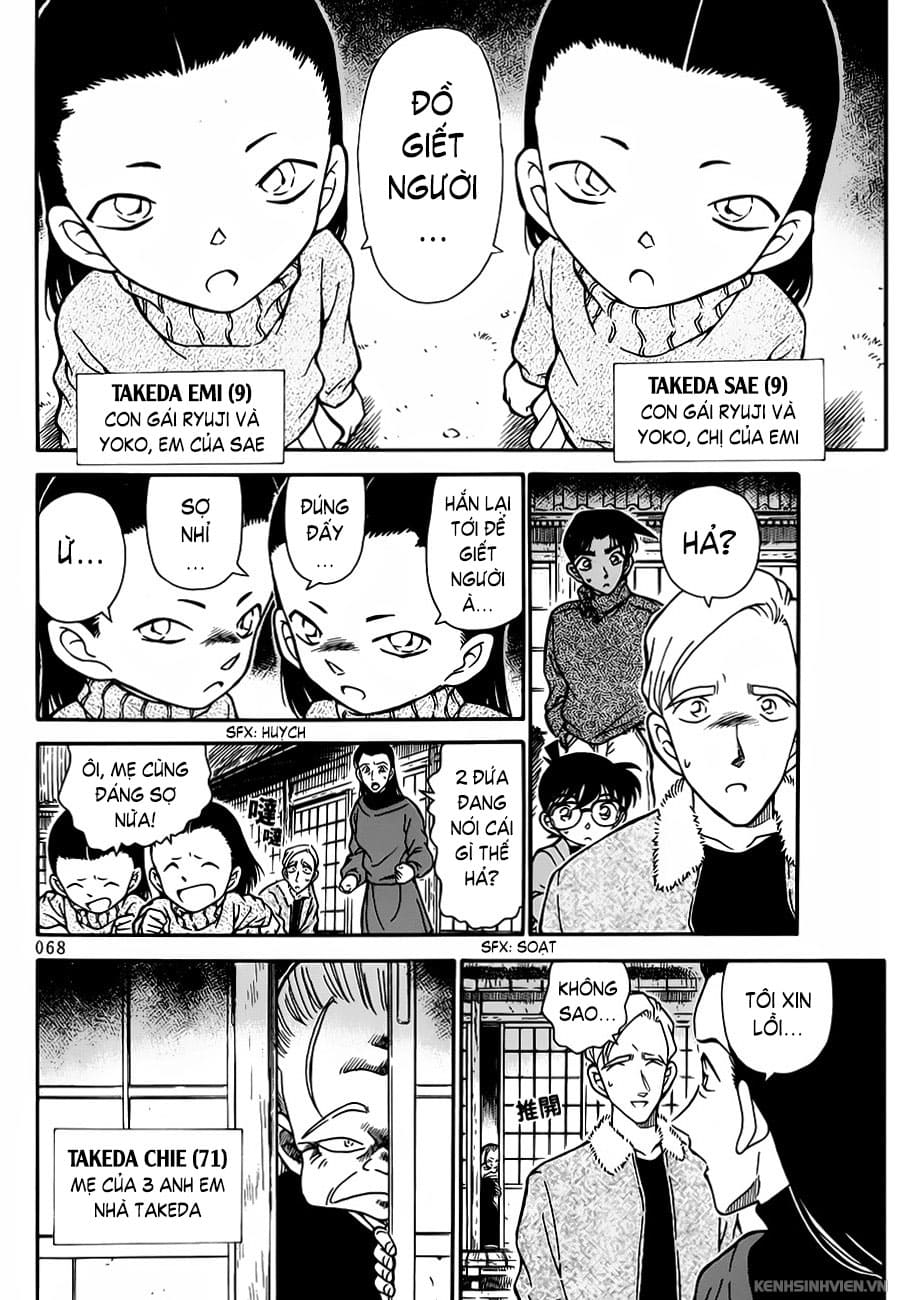 ĐỒ
GIẾT
NGƯỜI
...
TAKEDA EMI (9)
CON GÁI RYUJI VÀ
YOKO, EM CỦA SAE
TAKEDA SAE (9)
CON GÁI RYUJI VÀ
YOKO, CHỊ CỦA EMI
Ừ...
SỢ
NHỈ
...
ĐÚNG
ĐẤY
...
HẮN LẠI
TỚI ĐỂ
GIẾT
NGƯỜI
À...
HẢ?
SFX: HUỴCH
ÔI, MẸ CŨNG
ĐÁNG SỢ
NỮA!
噠
噠
2 ĐỨA
ĐANG
NÓI CÁI
GÌ THẾ
HẢ?
068
SFX: SOẠT
TAKEDA CHIE (71)
MẸ CỦA 3 ANH EM
NHÀ TAKEDA
KHÔNG
SAO...
TÔI XIN
LỖI...
推開
KENHSINHVIEN.VN